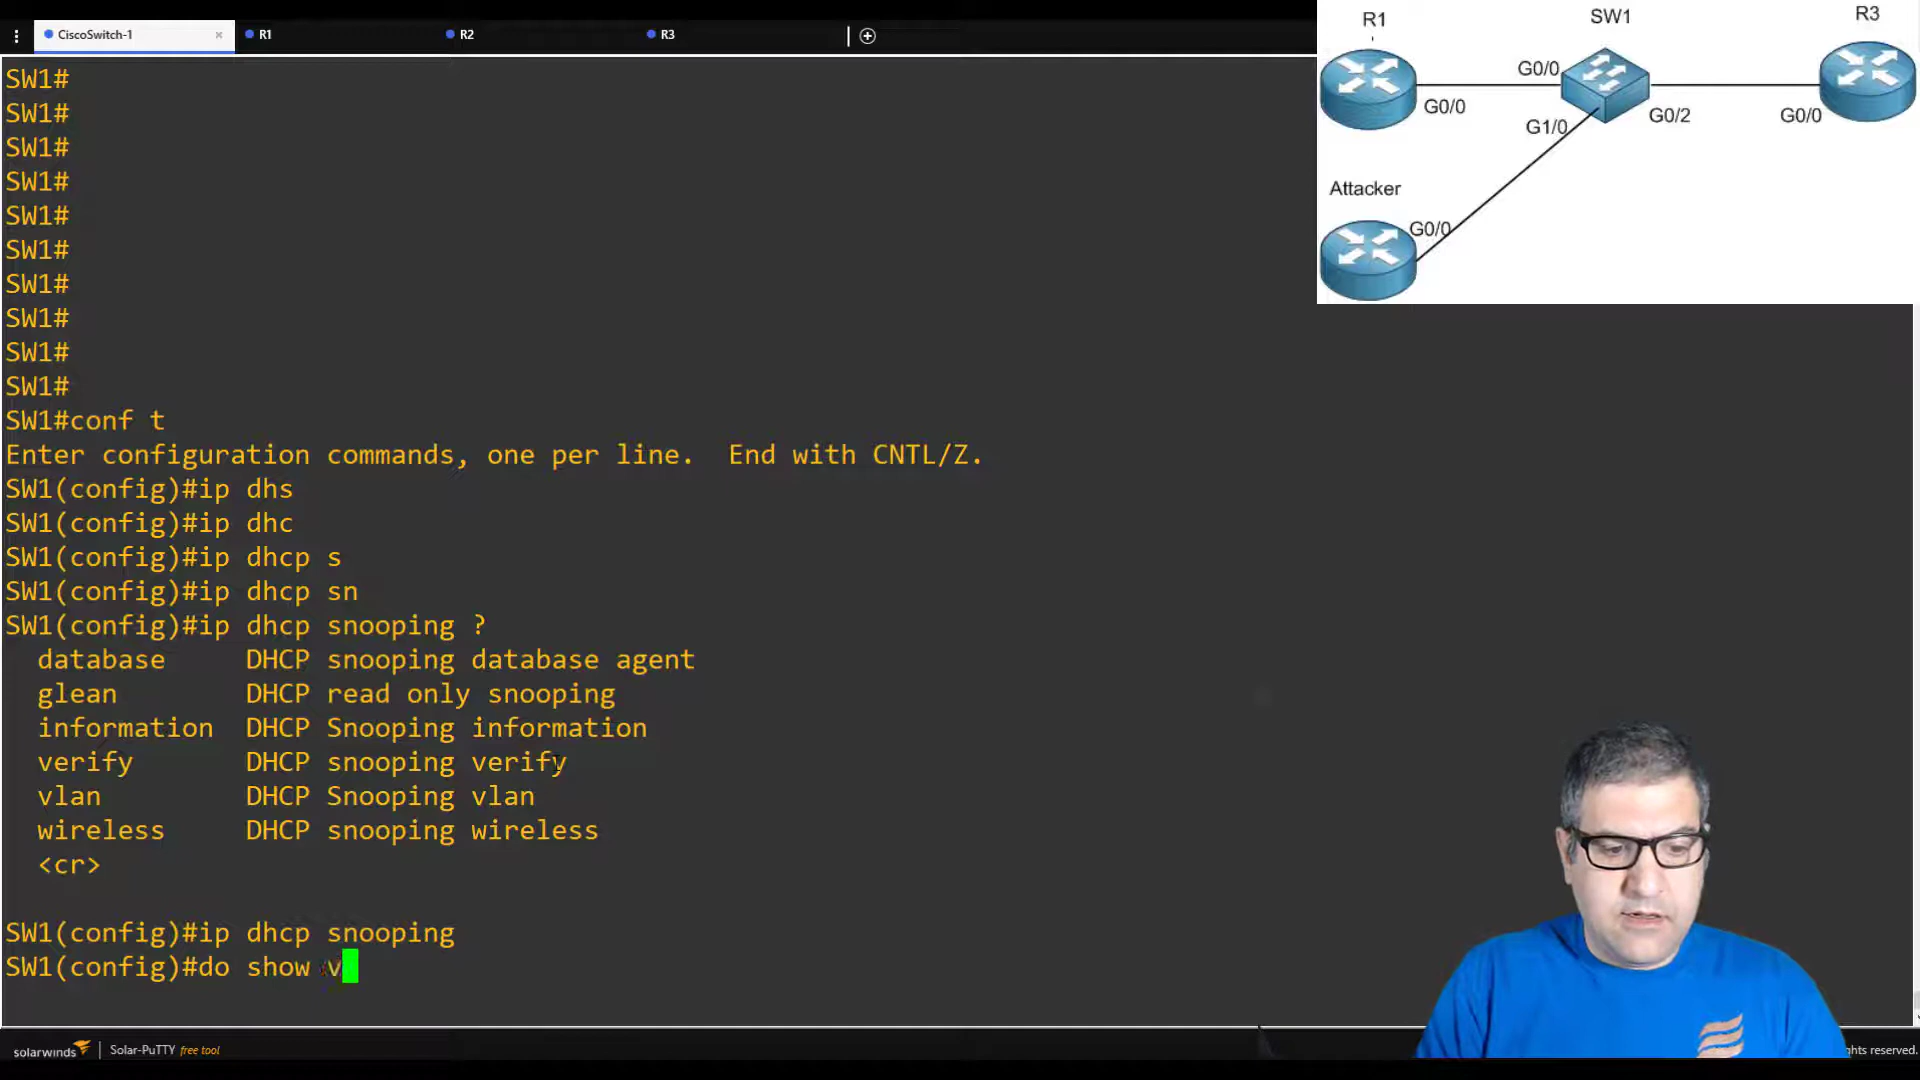 CiscoSwitch-1
R1
R2
R3
SW1#
SW1#
SW1#
SW1#
SW1#
SW1#
SW1#
SW1#
SW1#
SW1#
SW1#conf t
Enter configuration commands, one per line.  End with CNTL/Z.
SW1(config)#ip dhs
SW1(config)#ip dhc
SW1(config)#ip dhcp s
SW1(config)#ip dhcp sn
SW1(config)#ip dhcp snooping ?
database DHCP snooping database agent
glean DHCP read only snooping
information DHCP Snooping information
verify DHCP snooping verify
vlan DHCP Snooping vlan
wireless DHCP snooping wireless
<cr>
SW1(config)#ip dhcp snooping
SW1(config)#do show v
R1
SW1
R3
G0/0
G0/0
G1/0
G0/2
G0/0
Attacker
G0/0
solarwinds
Solar-PuTTY free tool
hts reserved.